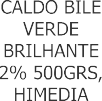 CALDO BILE
VERDE
BRILHANTE
2% 500GRS,
HIMEDIA